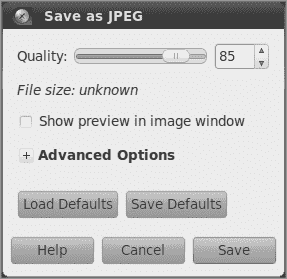 Save as JPEG
Quality: 85
File size: unknown
Show preview in image window
+ Advanced Options
Load Defaults Save Defaults
Help Cancel Save